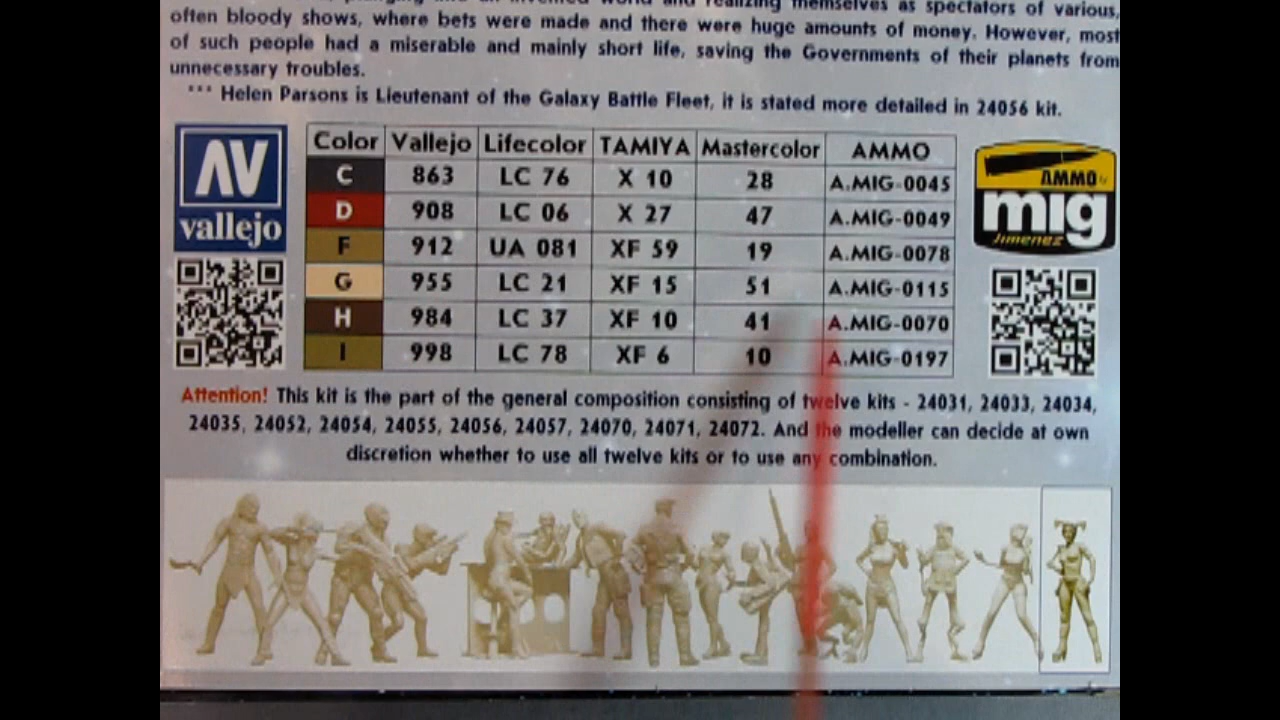 realizing themselves as spectators of various,
often bloody shows, where bets were made and there were huge amounts of money. However, most
of such people had a miserable and mainly short life, saving the Governments of their planets from
unnecessary troubles.
*** Helen Parsons is Lieutenant of the Galaxy Battle Fleet, it is stated more detailed in 24056 kit.
AV
vallejo
Color Vallejo Lifecolor TAMIYA Mastercolor AMMO
C 863 LC 76 X 10 28 A.MIG-0045
D 908 LC 06 X 27 47 A.MIG-0049
F 912 UA 081 XF 59 19 A.MIG-0078
G 955 LC 21 XF 15 51 A.MIG-0115
H 984 LC 37 XF 10 41 A.MIG-0070
I 998 LC 78 XF 6 10 A.MIG-0197
AMMO
mig
Jimenez
Attention! This kit is the part of the general composition consisting of twelve kits - 24031, 24033, 24034,
24035, 24052, 24054, 24055, 24056, 24057, 24070, 24071, 24072. And the modeller can decide at own
discretion whether to use all twelve kits or to use any combination.